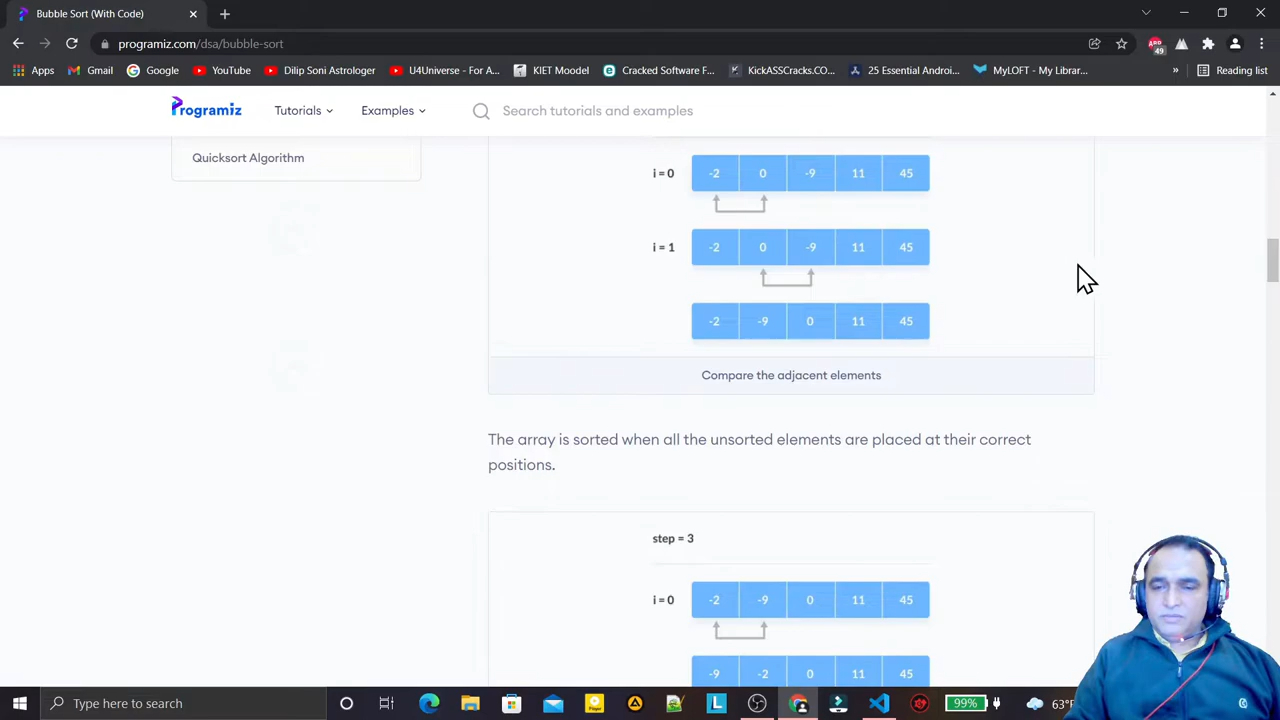 Bubble Sort (With Code)
programiz.com/dsa/bubble-sort
49
Apps Gmail Google YouTube Dilip Soni Astrologer U4Universe - For A... KIET Moodel Cracked Software F... KickASSCracks.CO... 25 Essential Androi... MyLOFT - My Librar... » Reading list
Programiz Tutorials Examples Search tutorials and examples
Quicksort Algorithm
i = 0 -2 0 -9 11 45
i = 1 -2 0 -9 11 45
-2 -9 0 11 45
Compare the adjacent elements
The array is sorted when all the unsorted elements are placed at their correct
positions.
step = 3
i = 0 -2 -9 0 11 45
-9 -2 0 11 45
Type here to search 99% 63°F